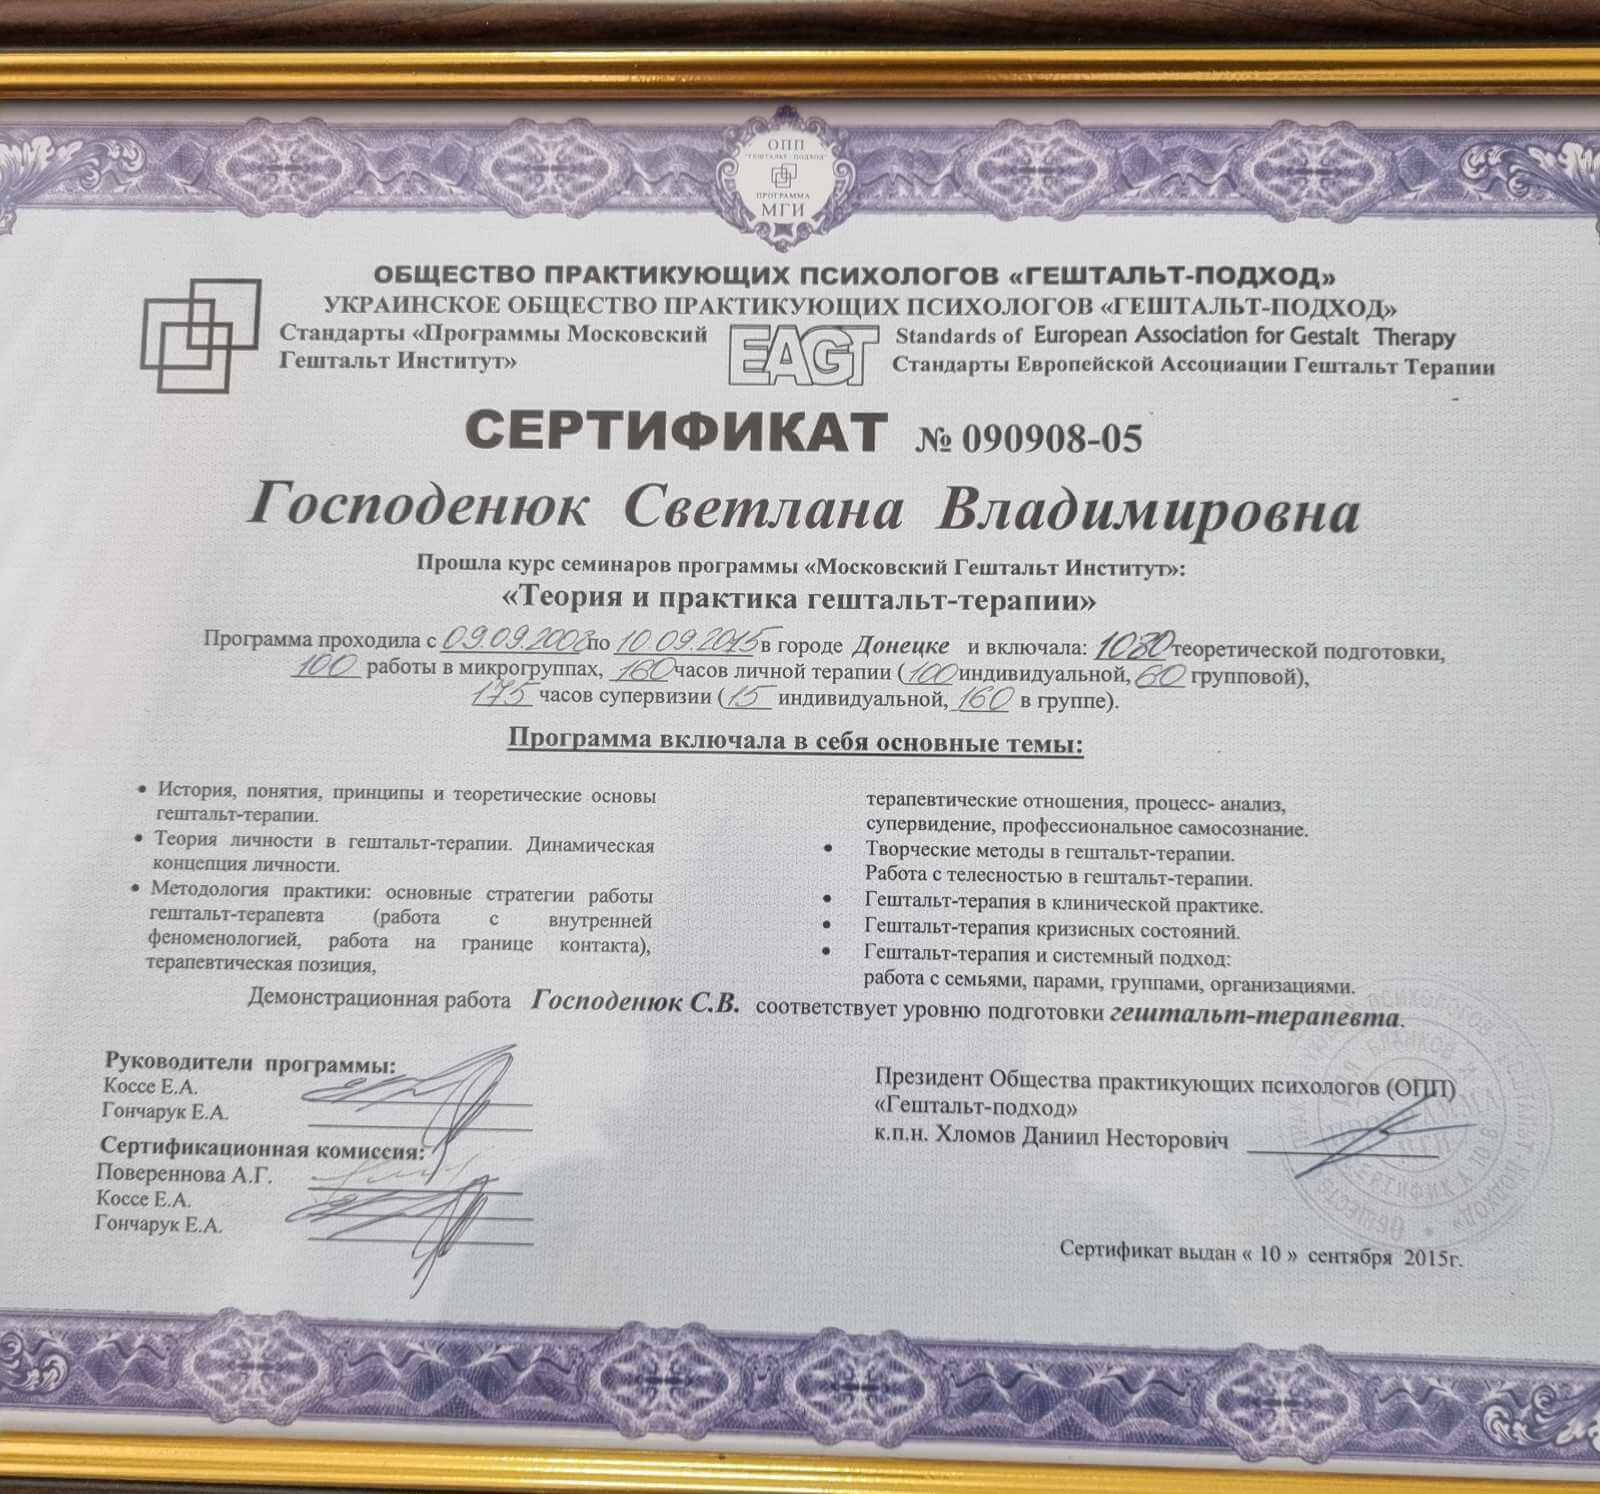 ОПП
"ГЕШТАЛЬТ-ПОДХОД"
ПРОГРАММА
МГИ
ОБЩЕСТВО ПРАКТИКУЮЩИХ ПСИХОЛОГОВ «ГЕШТАЛЬТ-ПОДХОД»
УКРАИНСКОЕ ОБЩЕСТВО ПРАКТИКУЮЩИХ ПСИХОЛОГОВ «ГЕШТАЛЬТ-ПОДХОД»
Стандарты «Программы Московский
Гештальт Институт»
EAGT
Standards of European Association for Gestalt Therapy
Стандарты Европейской Ассоциации Гештальт Терапии
СЕРТИФИКАТ № 090908-05
Господенюк Светлана Владимировна
Прошла курс семинаров программы «Московский Гештальт Институт»:
«Теория и практика гештальт-терапии»
Программа проходила с 09.09.2008 по 10.09.2015 в городе Донецке и включала: 1080 теоретической подготовки,
100 работы в микрогруппах, 160 часов личной терапии (100 индивидуальной, 60 групповой),
175 часов супервизии (15 индивидуальной, 160 в группе).
Программа включала в себя основные темы:
• История, понятия, принципы и теоретические основы
гештальт-терапии.
• Теория личности в гештальт-терапии. Динамическая
концепция личности.
• Методология практики: основные стратегии работы
гештальт-терапевта (работа с внутренней
феноменологией, работа на границе контакта),
терапевтическая позиция,
терапевтические отношения, процесс- анализ,
супервидение, профессиональное самосознание.
• Творческие методы в гештальт-терапии.
Работа с телесностью в гештальт-терапии.
• Гештальт-терапия в клинической практике.
• Гештальт-терапия кризисных состояний.
• Гештальт-терапия и системный подход:
работа с семьями, парами, группами, организациями.
Демонстрационная работа Господенюк С.В. соответствует уровню подготовки гештальт-терапевта.
Руководители программы:
Коссе Е.А.
Гончарук Е.А.
Сертификационная комиссия:
Повереннова А.Г.
Коссе Е.А.
Гончарук Е.А.
Президент Общества практикующих психологов (ОПП)
«Гештальт-подход»
к.п.н. Хломов Даниил Несторович
Сертификат выдан « 10 » сентября 2015г.